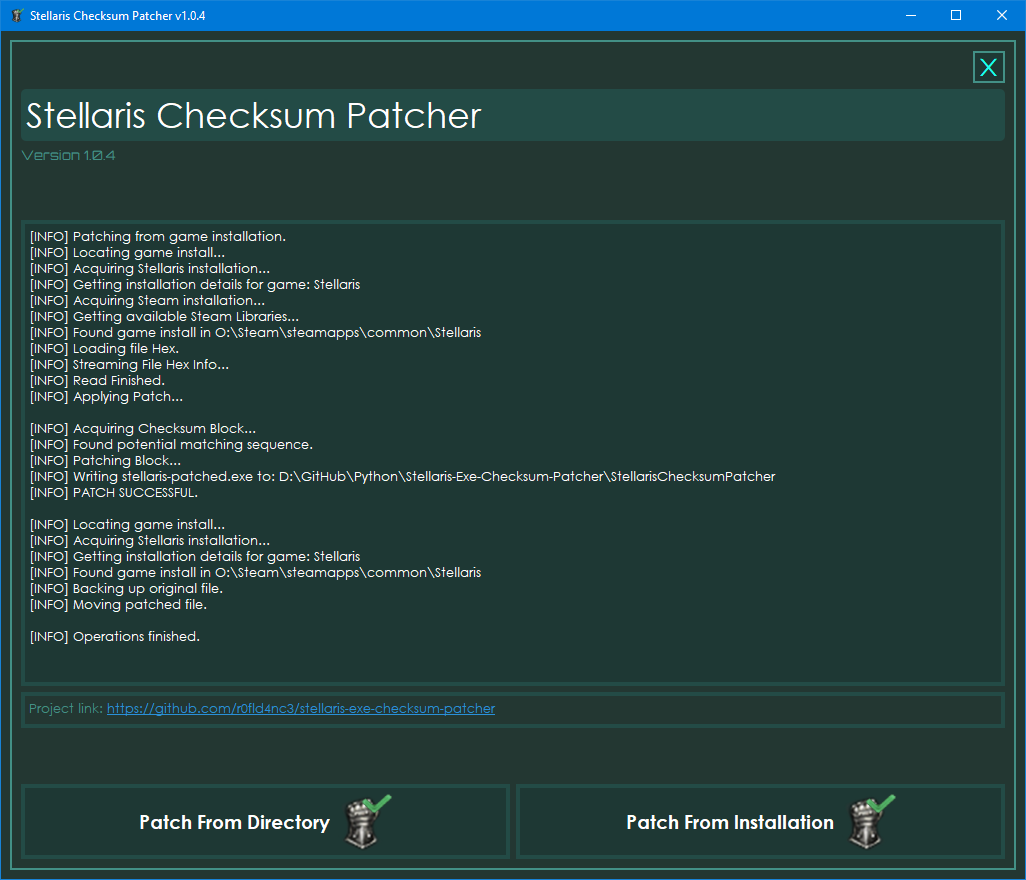 Stellaris Checksum Patcher v1.0.4
X
Stellaris Checksum Patcher
Version 1.0.4
[INFO] Patching from game installation.
[INFO] Locating game install...
[INFO] Acquiring Stellaris installation...
[INFO] Getting installation details for game: Stellaris
[INFO] Acquiring Steam installation...
[INFO] Getting available Steam Libraries...
[INFO] Found game install in O:\Steam\steamapps\common\Stellaris
[INFO] Loading file Hex.
[INFO] Streaming File Hex Info...
[INFO] Read Finished.
[INFO] Applying Patch...
[INFO] Acquiring Checksum Block...
[INFO] Found potential matching sequence.
[INFO] Patching Block...
[INFO] Writing stellaris-patched.exe to: D:\GitHub\Python\Stellaris-Exe-Checksum-Patcher\StellarisChecksumPatcher
[INFO] PATCH SUCCESSFUL.
[INFO] Locating game install...
[INFO] Acquiring Stellaris installation...
[INFO] Getting installation details for game: Stellaris
[INFO] Found game install in O:\Steam\steamapps\common\Stellaris
[INFO] Backing up original file.
[INFO] Moving patched file.
[INFO] Operations finished.
Project link: https://github.com/r0fld4nc3/stellaris-exe-checksum-patcher
Patch From Directory
Patch From Installation